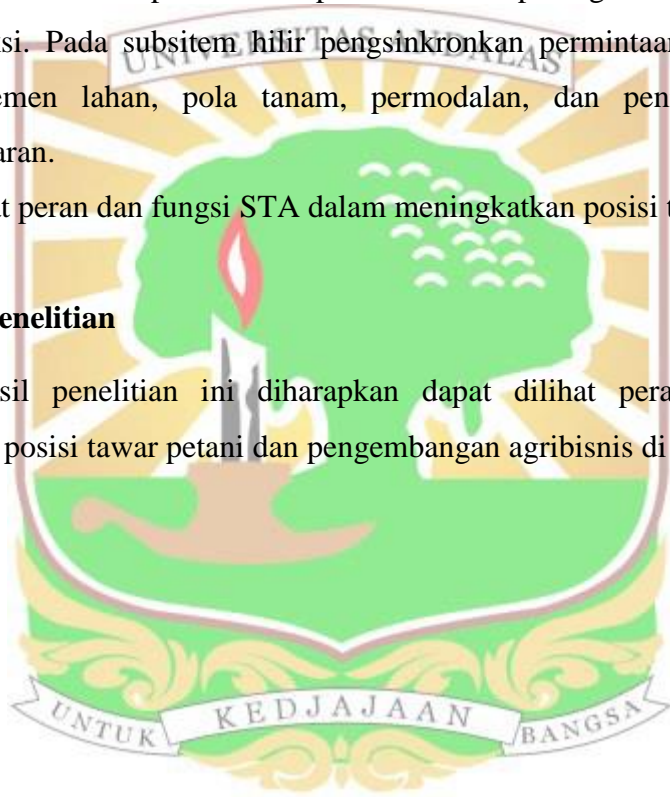 si. Pada subsitem hilir pengsinkronkan permintaan
UNIVERSITAS ANDALAS
emen lahan, pola tanam, permodalan, dan pen
aran.
t peran dan fungsi STA dalam meningkatkan posisi t
enelitian
sil penelitian ini diharapkan dapat dilihat pera
posisi tawar petani dan pengembangan agribisnis di
UNTUK KEDJAJAAN BANGSA